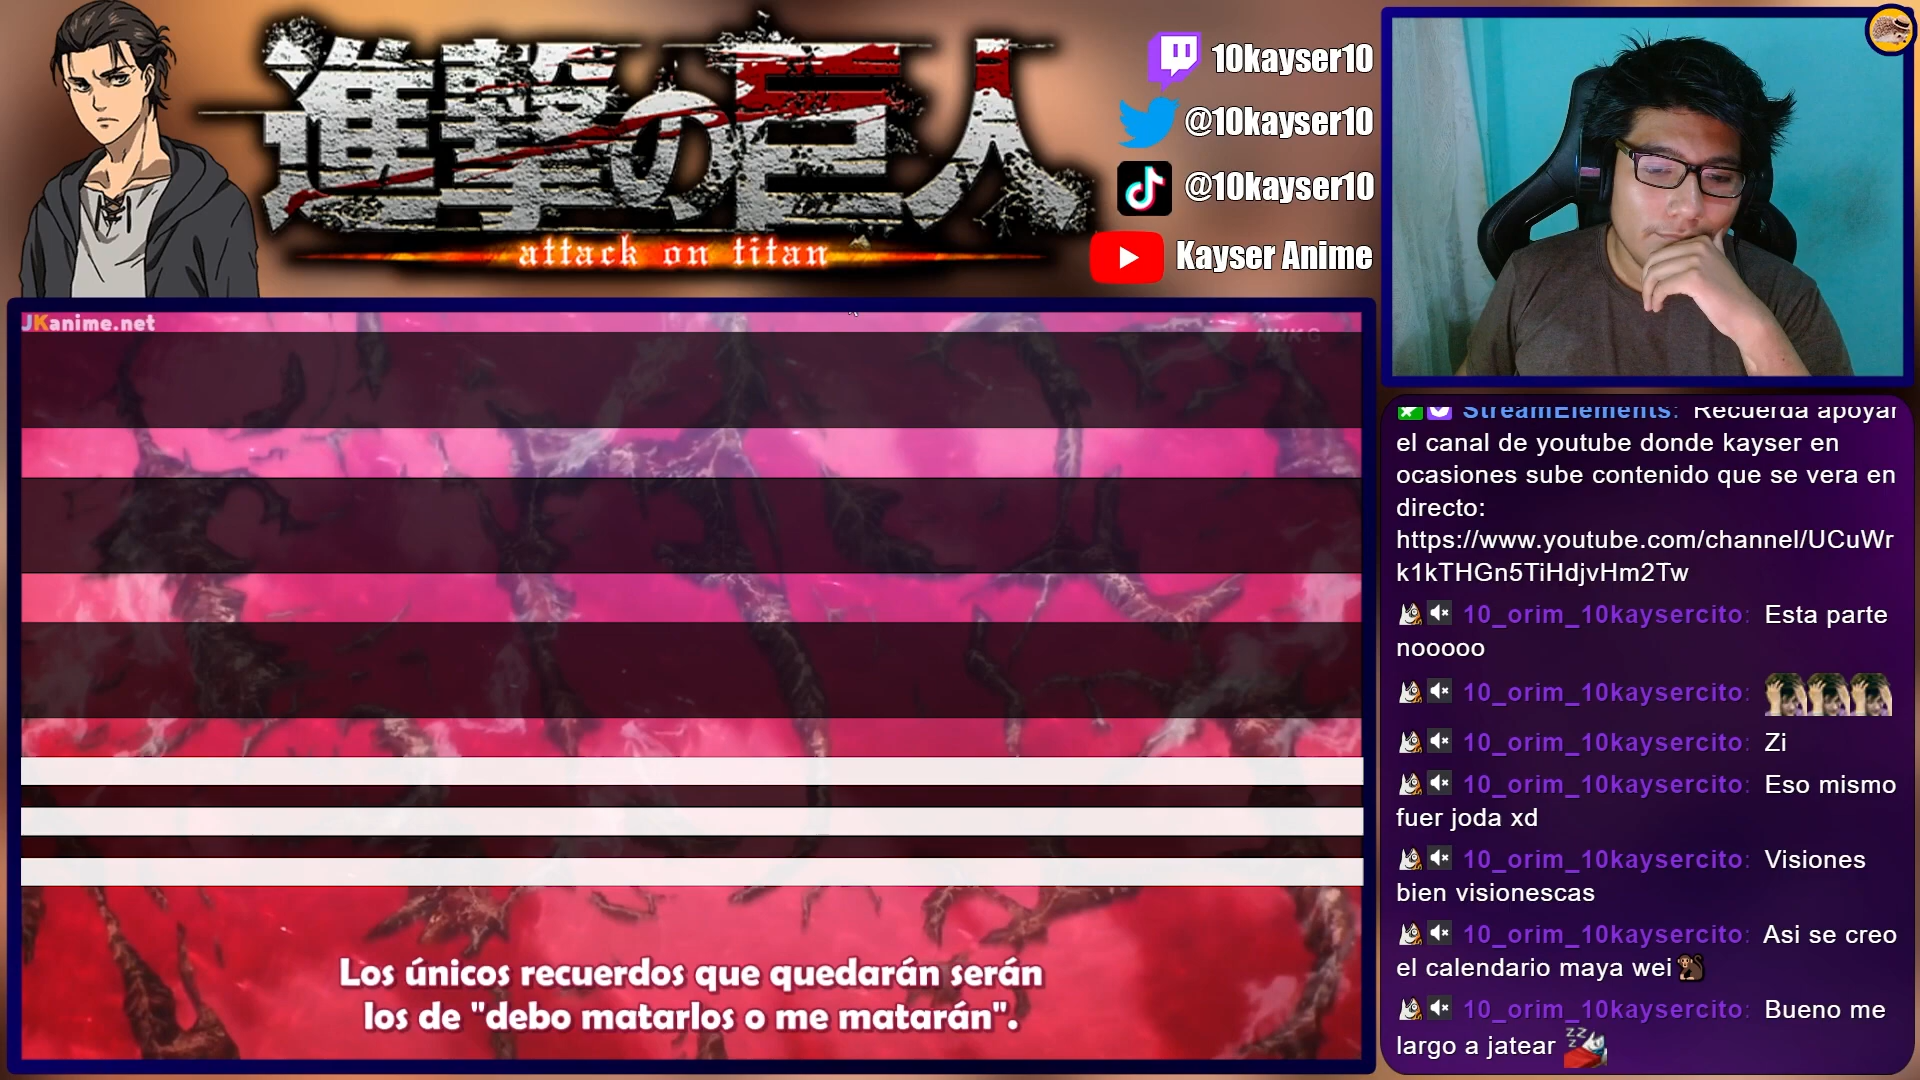 進撃の巨人
attack on titan
10kayser10
@10kayser10
@10kayser10
Kayser Anime
JKanime.net
NHK G
Los únicos recuerdos que quedarán serán
los de "debo matarlos o me matarán".
StreamElements: Recuerda apoyar
el canal de youtube donde kayser en
ocasiones sube contenido que se vera en
directo:
https://www.youtube.com/channel/UCuWr
k1kTHGn5TiHdjvHm2Tw
10_orim_10kaysercito: Esta parte
nooooo
10_orim_10kaysercito:
10_orim_10kaysercito: Zi
10_orim_10kaysercito: Eso mismo
fuer joda xd
10_orim_10kaysercito: Visiones
bien visionescas
10_orim_10kaysercito: Asi se creo
el calendario maya wei🐒
10_orim_10kaysercito: Bueno me
largo a jatear